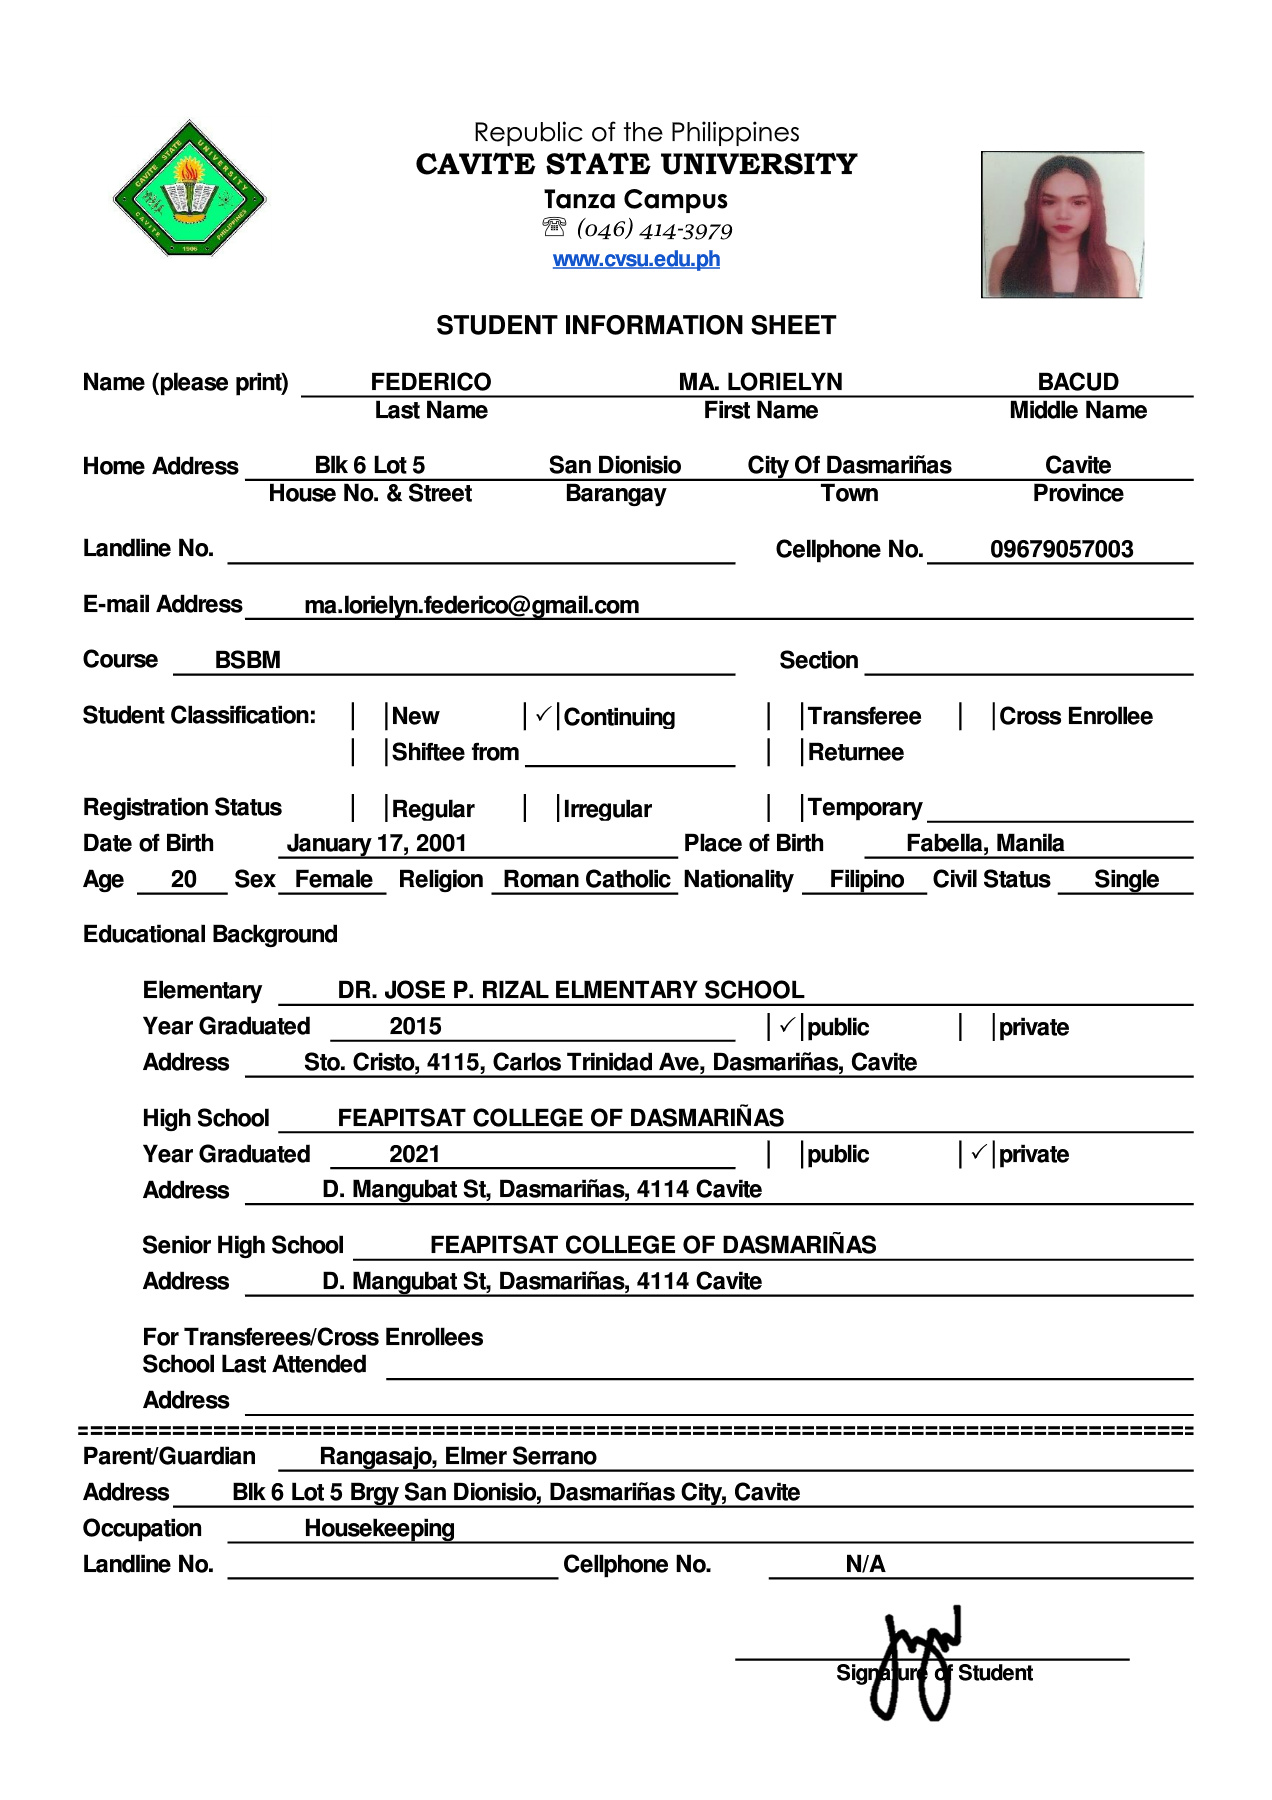 Republic of the Philippines
CAVITE STATE UNIVERSITY
Tanza Campus
☏ (046) 414-3979
www.cvsu.edu.ph
CAVITE STATE UNIVERSITY
CAVITE 1906 PHILIPPINES
STUDENT INFORMATION SHEET
Name (please print) FEDERICO MA. LORIELYN BACUD
Last Name First Name Middle Name
Home Address Blk 6 Lot 5 San Dionisio City Of Dasmariñas Cavite
House No. & Street Barangay Town Province
Landline No. Cellphone No. 09679057003
E-mail Address ma.lorielyn.federico@gmail.com
Course BSBM Section
Student Classification: | |New |✓|Continuing | |Transferee | |Cross Enrollee
| |Shiftee from | |Returnee
Registration Status | |Regular | |Irregular | |Temporary
Date of Birth January 17, 2001 Place of Birth Fabella, Manila
Age 20 Sex Female Religion Roman Catholic Nationality Filipino Civil Status Single
Educational Background
Elementary DR. JOSE P. RIZAL ELMENTARY SCHOOL
Year Graduated 2015 |✓|public | |private
Address Sto. Cristo, 4115, Carlos Trinidad Ave, Dasmariñas, Cavite
High School FEAPITSAT COLLEGE OF DASMARIÑAS
Year Graduated 2021 | |public |✓|private
Address D. Mangubat St, Dasmariñas, 4114 Cavite
Senior High School FEAPITSAT COLLEGE OF DASMARIÑAS
Address D. Mangubat St, Dasmariñas, 4114 Cavite
For Transferees/Cross Enrollees
School Last Attended
Address
Parent/Guardian Rangasajo, Elmer Serrano
Address Blk 6 Lot 5 Brgy San Dionisio, Dasmariñas City, Cavite
Occupation Housekeeping
Landline No. Cellphone No. N/A
Signature of Student